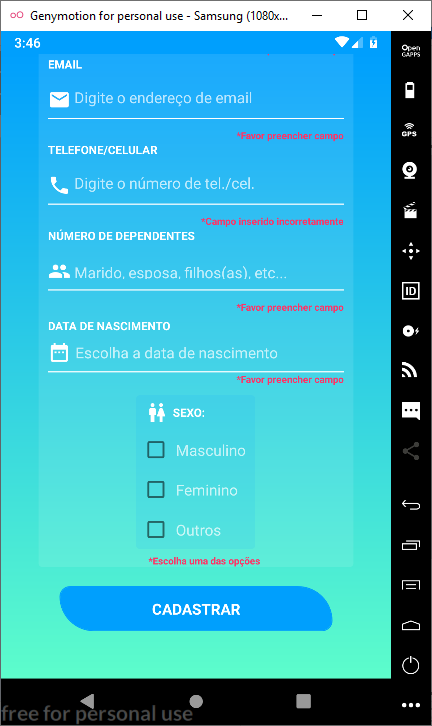 Genymotion for personal use - Samsung (1080x...
3:46
Open
GAPPS
EMAIL
Digite o endereço de email
*Favor preencher campo
GPS
TELEFONE/CELULAR
Digite o número de tel./cel.
*Campo inserido incorretamente
NÚMERO DE DEPENDENTES
Marido, esposa, filhos(as), etc...
*Favor preencher campo
ID
DATA DE NASCIMENTO
Escolha a data de nascimento
*Favor preencher campo
SEXO:
Masculino
Feminino
Outros
*Escolha uma das opções
CADASTRAR
free for personal use